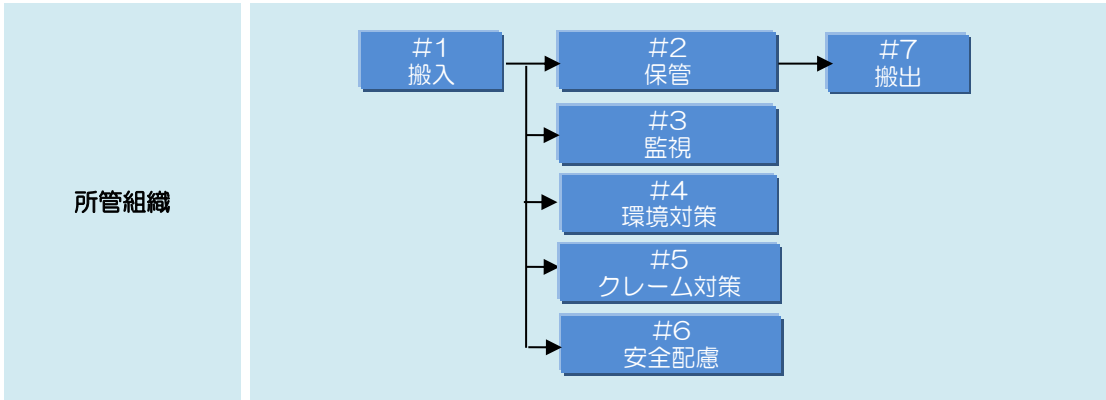 所管組織
#1
搬入
#2
保管
#7
搬出
#3
監視
#4
環境対策
#5
クレーム対策
#6
安全配慮